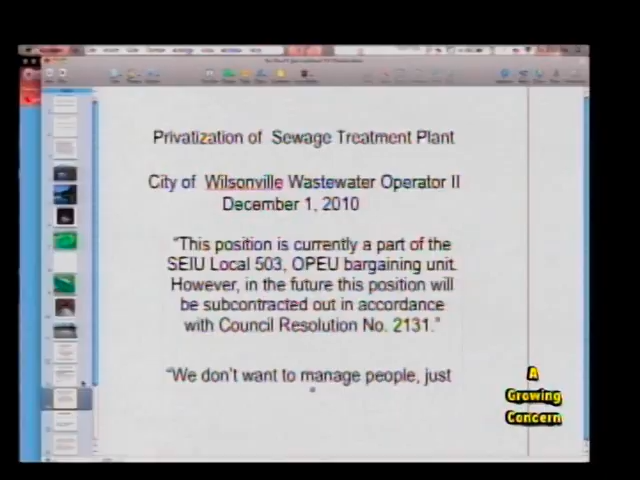 Privatization of Sewage Treatment Plant
City of Wilsonville Wastewater Operator II
December 1, 2010
"This position is currently a part of the
SEIU Local 503, OPEU bargaining unit.
However, in the future this position will
be subcontracted out in accordance
with Council Resolution No. 2131."
"We don't want to manage people, just
A
Growing
Concern